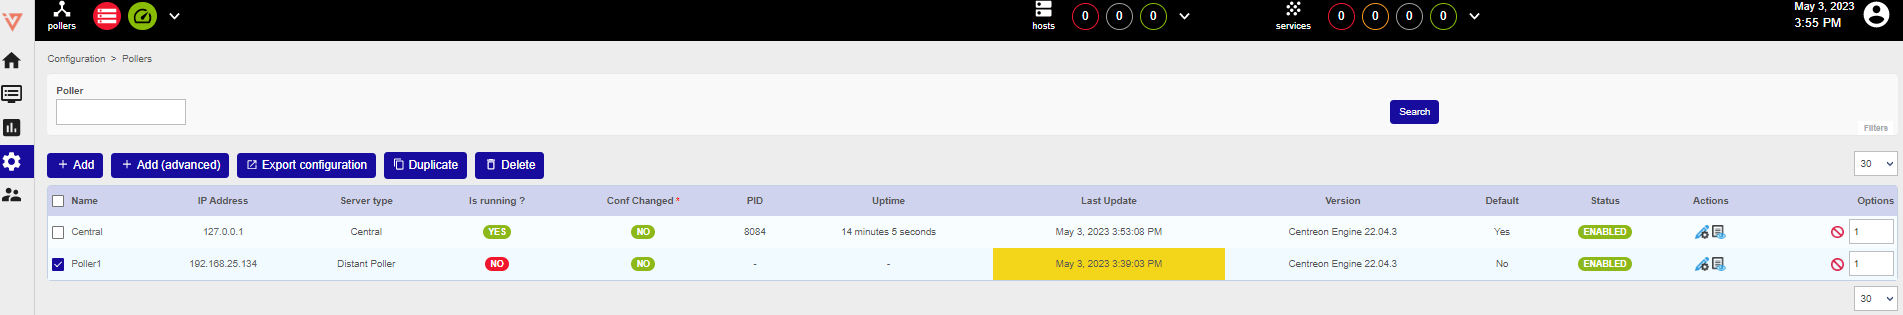 pollers
hosts 0 0 0
services 0 0 0 0
May 3, 2023
3:55 PM
Configuration > Pollers
Poller
Search
Filters
Add Add (advanced) Export configuration Duplicate Delete 30
Name IP Address Server type Is running ? Conf Changed * PID Uptime Last Update Version Default Status Actions Options
Central 127.0.0.1 Central YES NO 8084 14 minutes 5 seconds May 3, 2023 3:53:08 PM Centreon Engine 22.04.3 Yes ENABLED 1
Poller1 192.168.25.134 Distant Poller NO NO - - May 3, 2023 3:39:03 PM Centreon Engine 22.04.3 No ENABLED 1
30